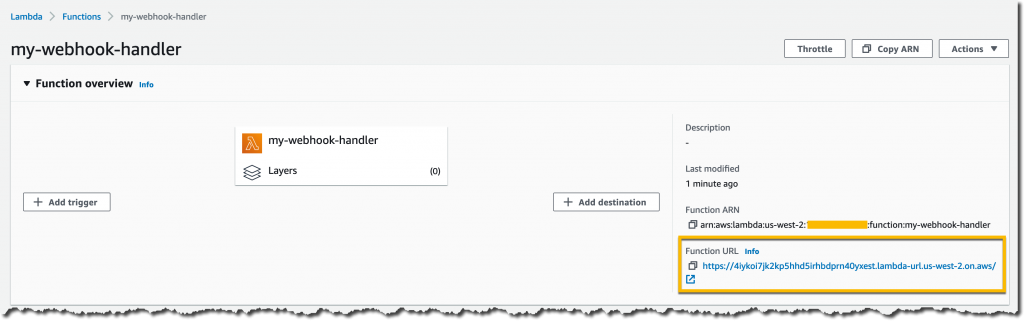 Lambda > Functions > my-webhook-handler
my-webhook-handler
Throttle
Copy ARN
Actions
Function overview Info
my-webhook-handler
Layers (0)
+ Add trigger
+ Add destination
Description
-
Last modified
1 minute ago
Function ARN
arn:aws:lambda:us-west-2: :function:my-webhook-handler
Function URL Info
https://4iykoi7jk2kp5hhd5irhbdprn40yxest.lambda-url.us-west-2.on.aws/